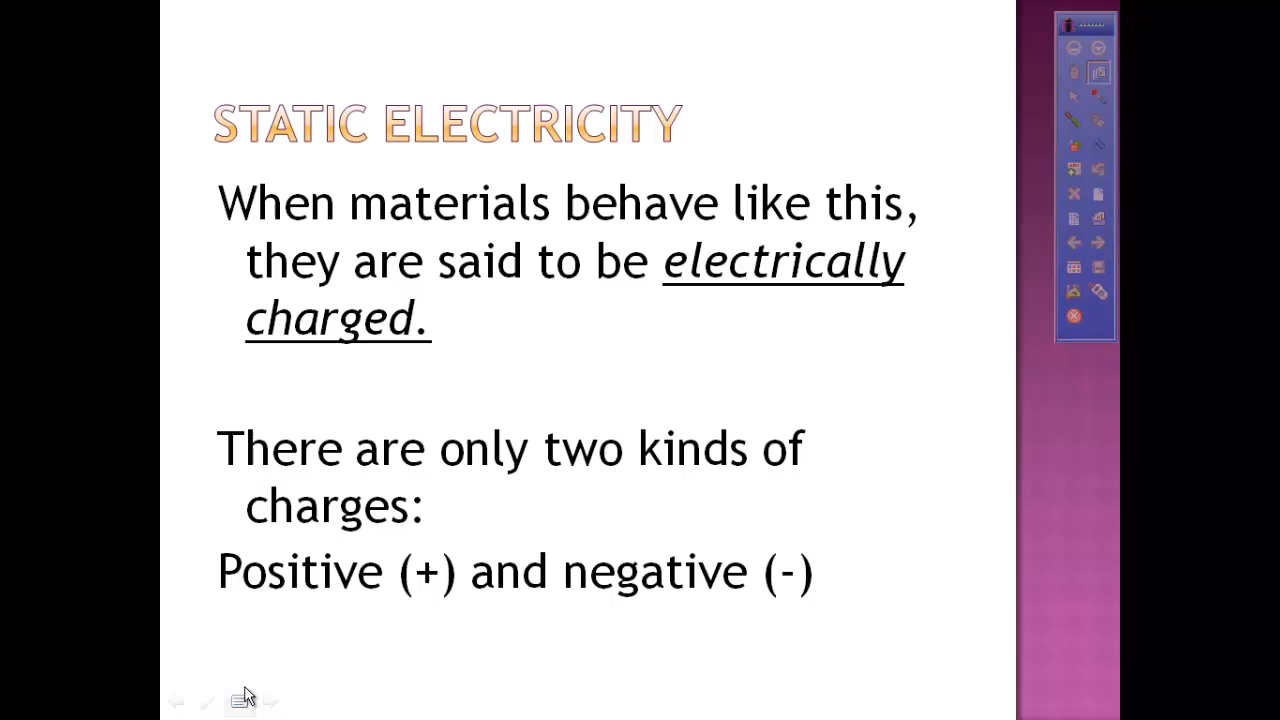 STATIC ELECTRICITY
When materials behave like this,
they are said to be electrically
charged.
There are only two kinds of
charges:
Positive (+) and negative (-)